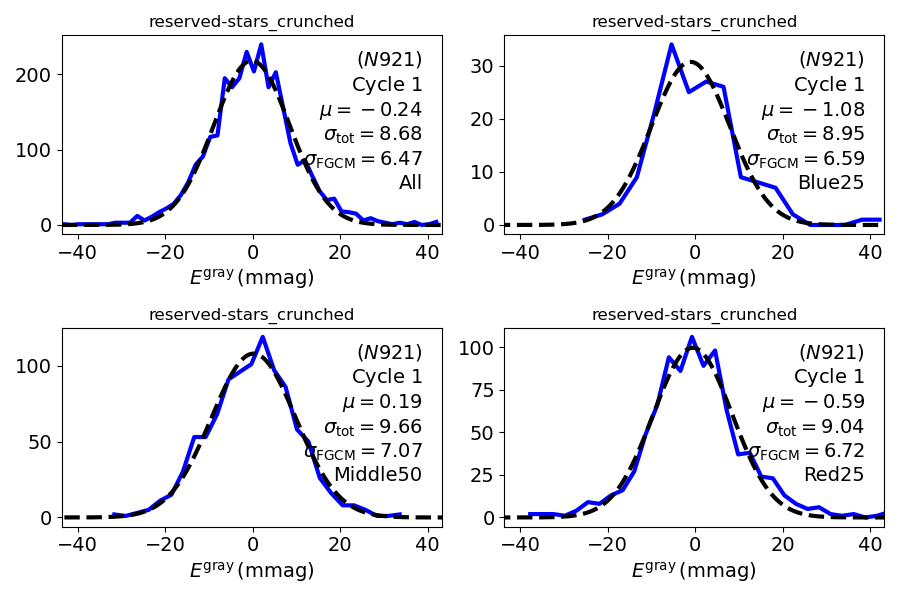 reserved-stars_crunched
(N921)
Cycle 1
μ = −0.24
σtot = 8.68
σFGCM = 6.47
All
200
100
0
−40 −20 0 20 40
E^gray (mmag)
reserved-stars_crunched
(N921)
Cycle 1
μ = −1.08
σtot = 8.95
σFGCM = 6.59
Blue25
30
20
10
0
−40 −20 0 20 40
E^gray (mmag)
reserved-stars_crunched
(N921)
Cycle 1
μ = 0.19
σtot = 9.66
σFGCM = 7.07
Middle50
100
50
0
−40 −20 0 20 40
E^gray (mmag)
reserved-stars_crunched
(N921)
Cycle 1
μ = −0.59
σtot = 9.04
σFGCM = 6.72
Red25
100
75
50
25
0
−40 −20 0 20 40
E^gray (mmag)